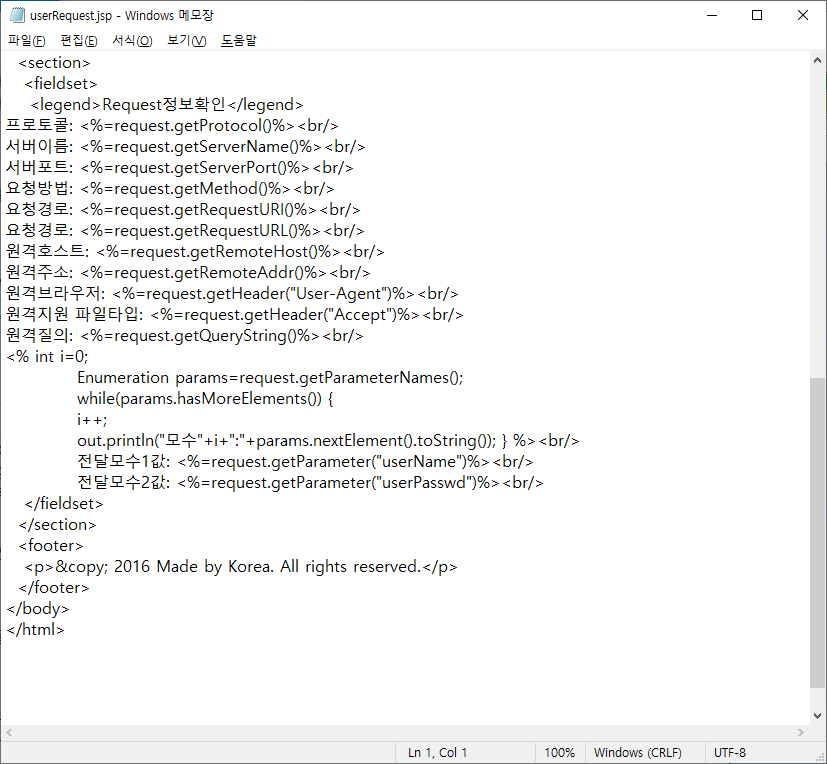 userRequest.jsp - Windows 메모장
파일(F) 편집(E) 서식(O) 보기(V) 도움말
<section>
<fieldset>
<legend>Request정보확인</legend>
프로토콜: <%=request.getProtocol()%><br/>
서버이름: <%=request.getServerName()%><br/>
서버포트: <%=request.getServerPort()%><br/>
요청방법: <%=request.getMethod()%><br/>
요청경로: <%=request.getRequestURI()%><br/>
요청경로: <%=request.getRequestURL()%><br/>
원격호스트: <%=request.getRemoteHost()%><br/>
원격주소: <%=request.getRemoteAddr()%><br/>
원격브라우저: <%=request.getHeader("User-Agent")%><br/>
원격지원 파일타입: <%=request.getHeader("Accept")%><br/>
원격질의: <%=request.getQueryString()%><br/>
<% int i=0;
Enumeration params=request.getParameterNames();
while(params.hasMoreElements()) {
i++;
out.println("모수"+i+":"+params.nextElement().toString()); } %><br/>
전달모수1값: <%=request.getParameter("userName")%><br/>
전달모수2값: <%=request.getParameter("userPasswd")%><br/>
</fieldset>
</section>
<footer>
<p>&copy; 2016 Made by Korea. All rights reserved.</p>
</footer>
</body>
</html>
Ln 1, Col 1 100% Windows (CRLF) UTF-8